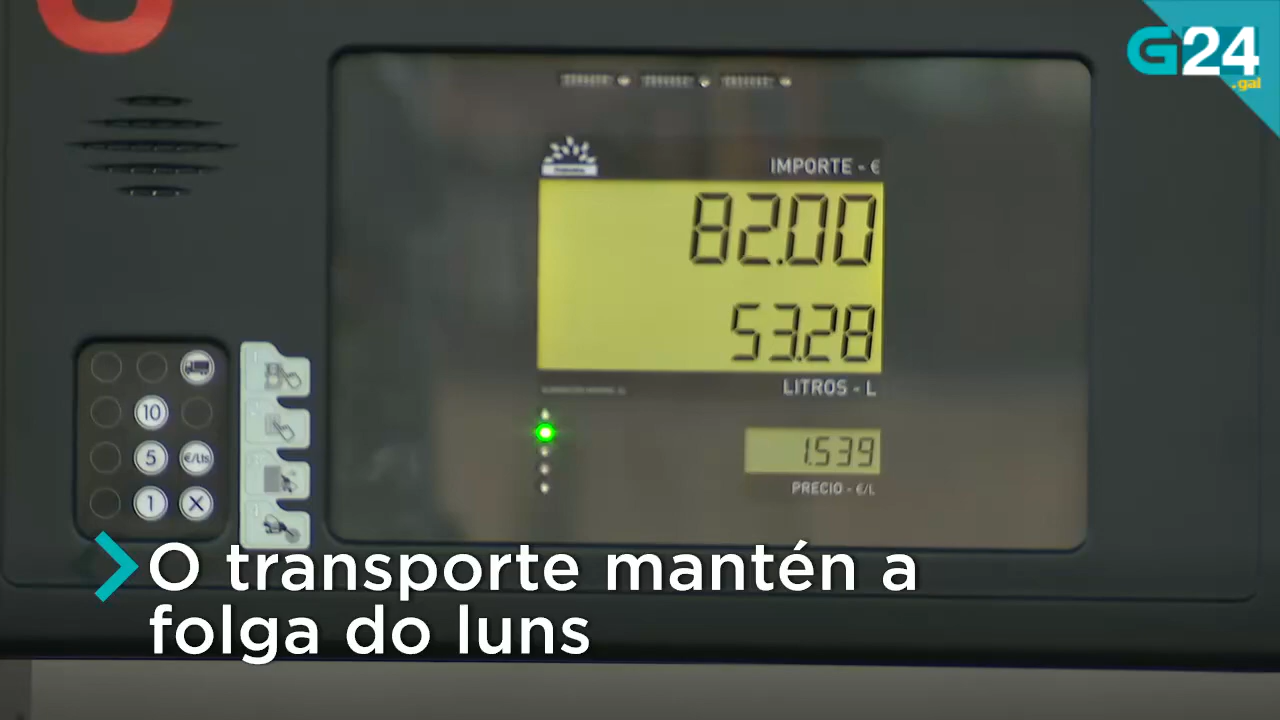 G24
.gal
IMPORTE - €
82.00
53.28
LITROS - L
10
5
€/Lts
1
X
1.539
PRECIO - €/L
O transporte mantén a
folga do luns